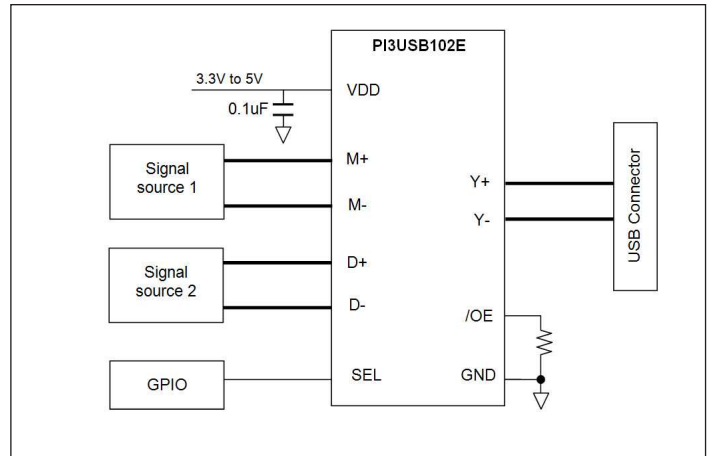 PI3USB102E
3.3V to 5V
VDD
0.1uF
M+
Signal
source 1
M-
Y+
Y-
USB Connector
D+
Signal
source 2
D-
/OE
GPIO
SEL
GND